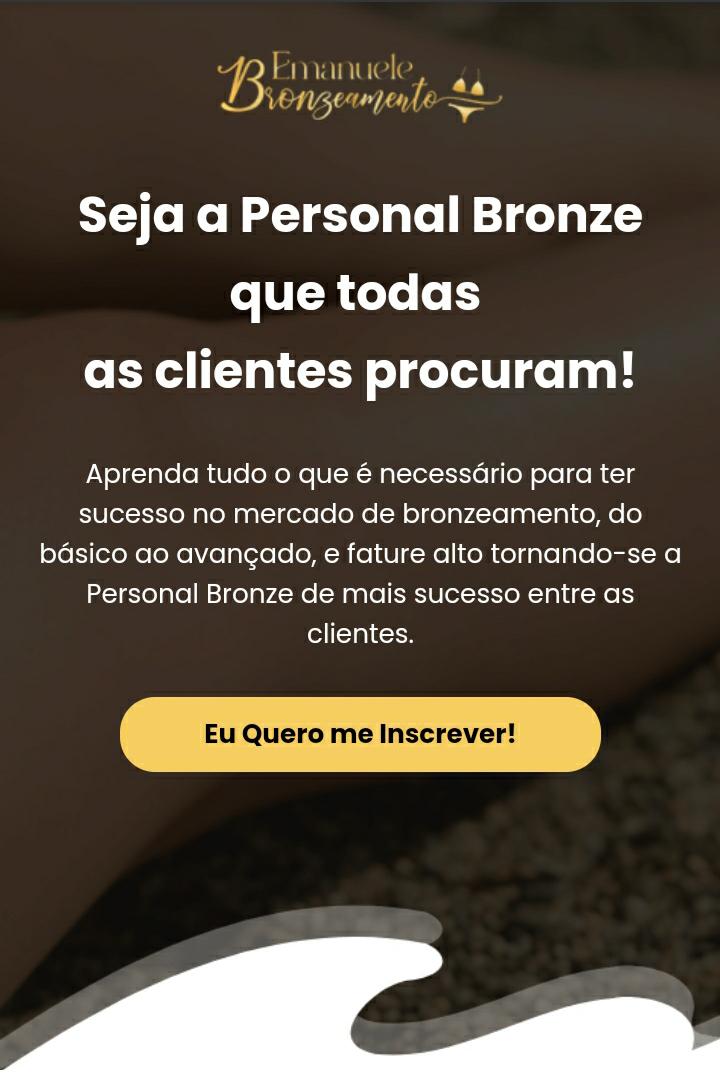 Emanuele
Bronzeamento
Seja a Personal Bronze
que todas
as clientes procuram!
Aprenda tudo o que é necessário para ter
sucesso no mercado de bronzeamento, do
básico ao avançado, e fature alto tornando-se a
Personal Bronze de mais sucesso entre as
clientes.
Eu Quero me Inscrever!